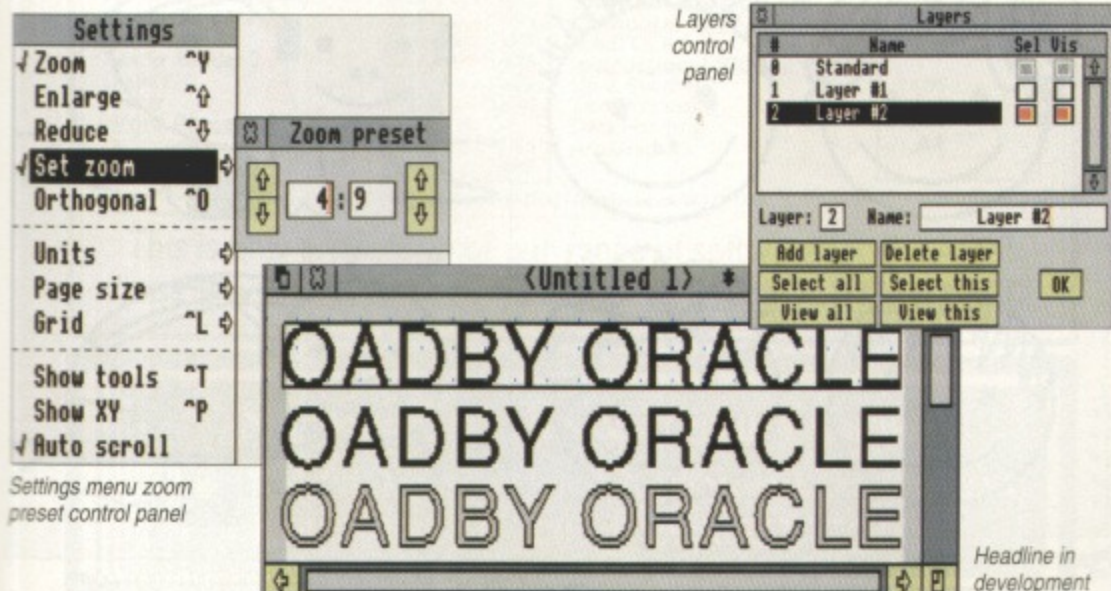 Settings
√ Zoom ^Y
Enlarge ^⇧
Reduce ^⇩
√ Set zoom ⇨
Orthogonal ^O
Units ⇨
Page size ⇨
Grid ^L ⇨
Show tools ^T
Show XY ^P
√ Auto scroll
Settings menu zoom
preset control panel
Zoom preset
4 : 9
Layers
control
panel
Layers
# Name Sel Vis
0 Standard
1 Layer #1
2 Layer #2
Layer: 2 Name: Layer #2
Add layer Delete layer
Select all Select this OK
View all View this
<Untitled 1> *
OADBY ORACLE
OADBY ORACLE
OADBY ORACLE
Headline in
development